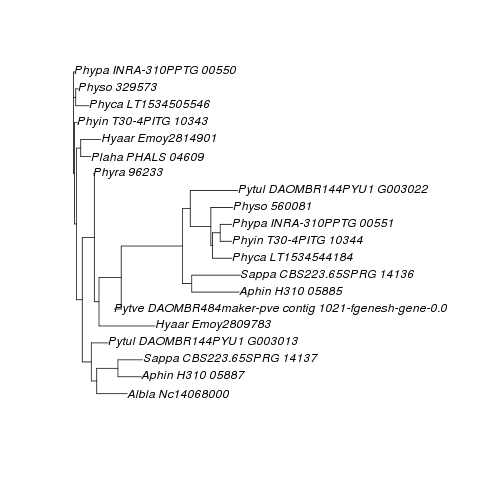 Phypa INRA-310PPTG 00550
Physo 329573
Phyca LT1534505546
Phyin T30-4PITG 10343
Hyaar Emoy2814901
Plaha PHALS 04609
Phyra 96233
Pytul DAOMBR144PYU1 G003022
Physo 560081
Phypa INRA-310PPTG 00551
Phyin T30-4PITG 10344
Phyca LT1534544184
Sappa CBS223.65SPRG 14136
Aphin H310 05885
Pytve DAOMBR484maker-pve contig 1021-fgenesh-gene-0.0
Hyaar Emoy2809783
Pytul DAOMBR144PYU1 G003013
Sappa CBS223.65SPRG 14137
Aphin H310 05887
Albla Nc14068000